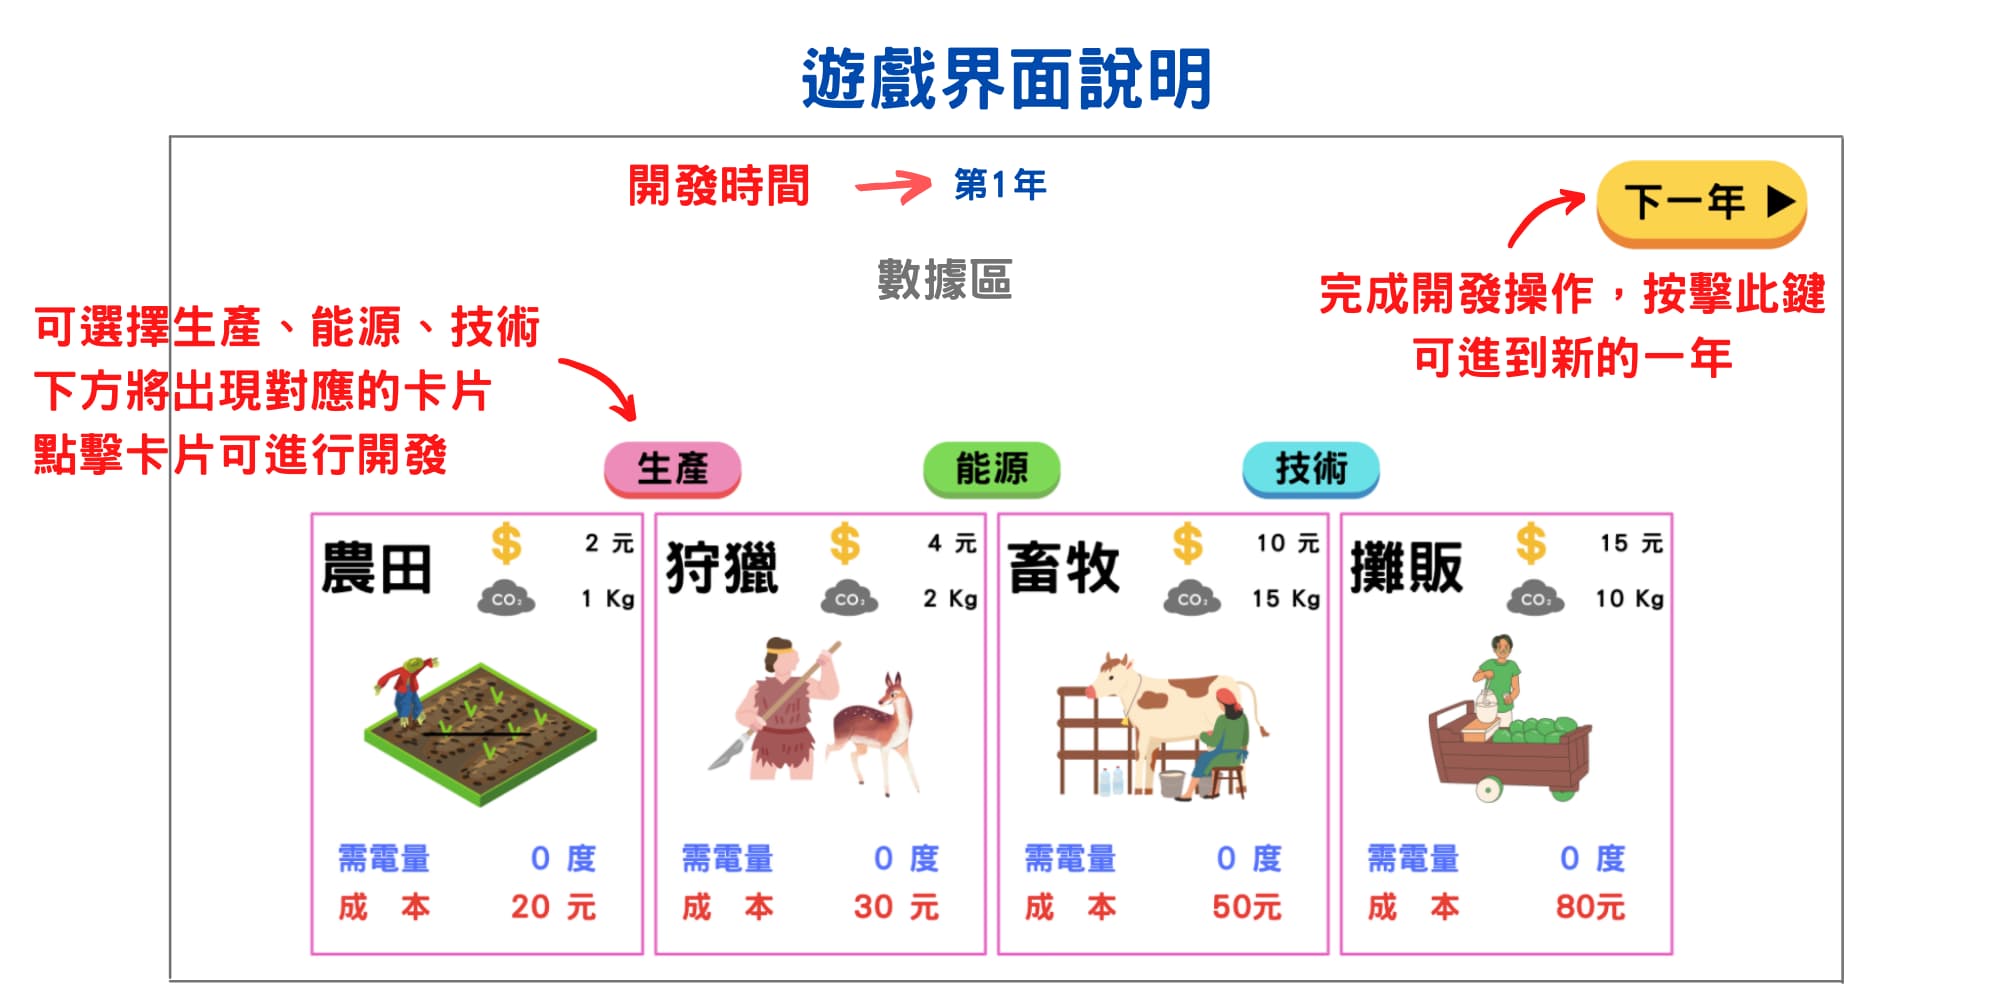 遊戲界面說明
開發時間
第1年
下一年
數據區
完成開發操作，按擊此鍵
可進到新的一年
可選擇生產、能源、技術
下方將出現對應的卡片
點擊卡片可進行開發
生產
能源
技術
農田
$ 2 元
CO₂ 1 Kg
需電量 0 度
成 本 20 元
狩獵
$ 4 元
CO₂ 2 Kg
需電量 0 度
成 本 30 元
畜牧
$ 10 元
CO₂ 15 Kg
需電量 0 度
成 本 50元
攤販
$ 15 元
CO₂ 10 Kg
需電量 0 度
成 本 80元